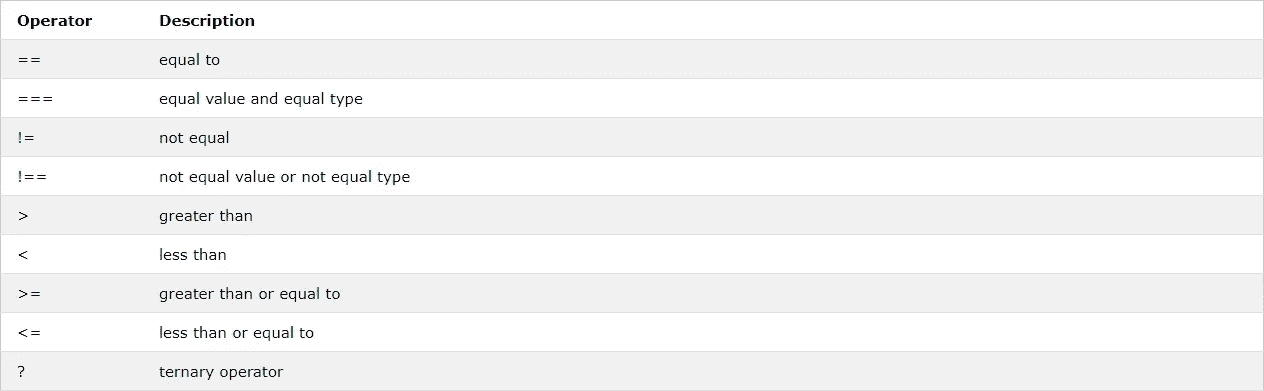 Operator Description
== equal to
=== equal value and equal type
!= not equal
!== not equal value or not equal type
> greater than
< less than
>= greater than or equal to
<= less than or equal to
? ternary operator